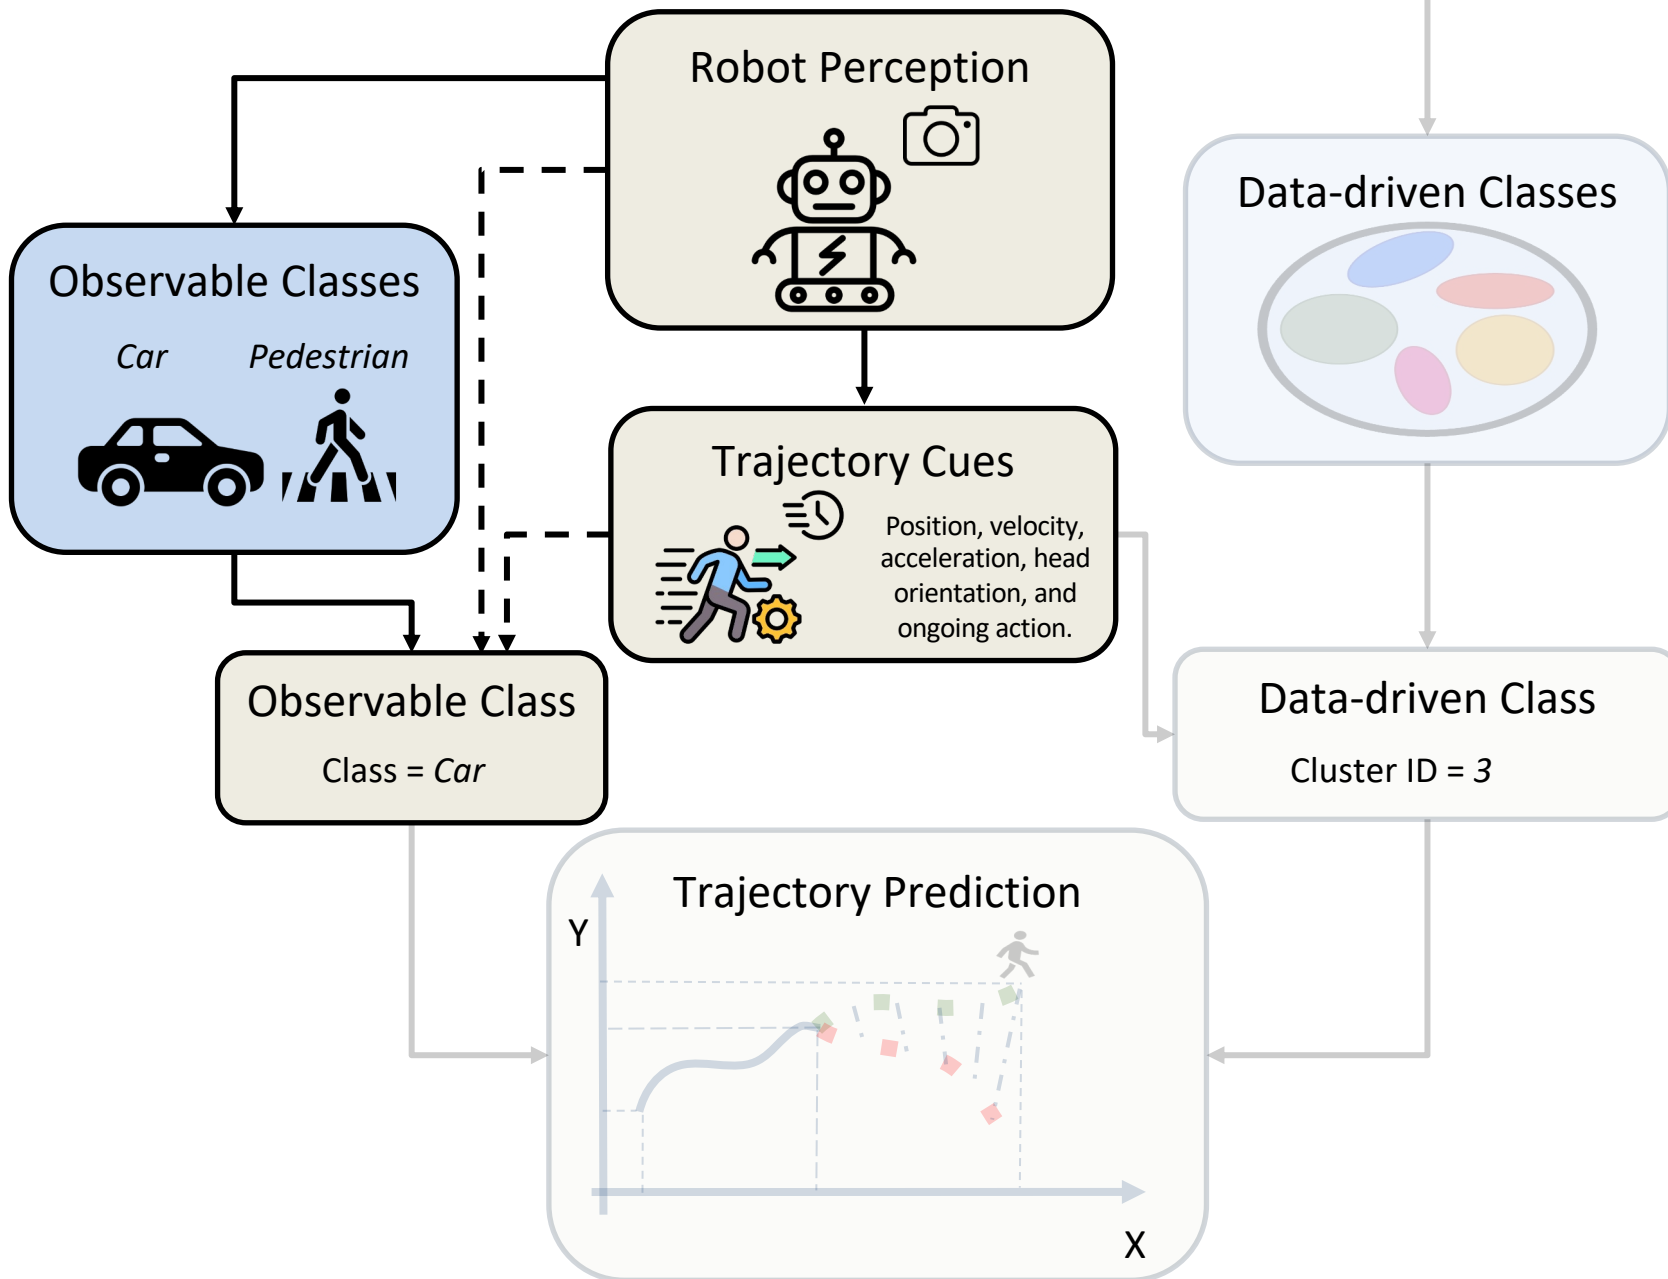 Robot Perception
Data-driven Classes
Observable Classes
Car
Pedestrian
Trajectory Cues
Position, velocity,
acceleration, head
orientation, and
ongoing action.
Observable Class
Class = Car
Data-driven Class
Cluster ID = 3
Trajectory Prediction
Y
X